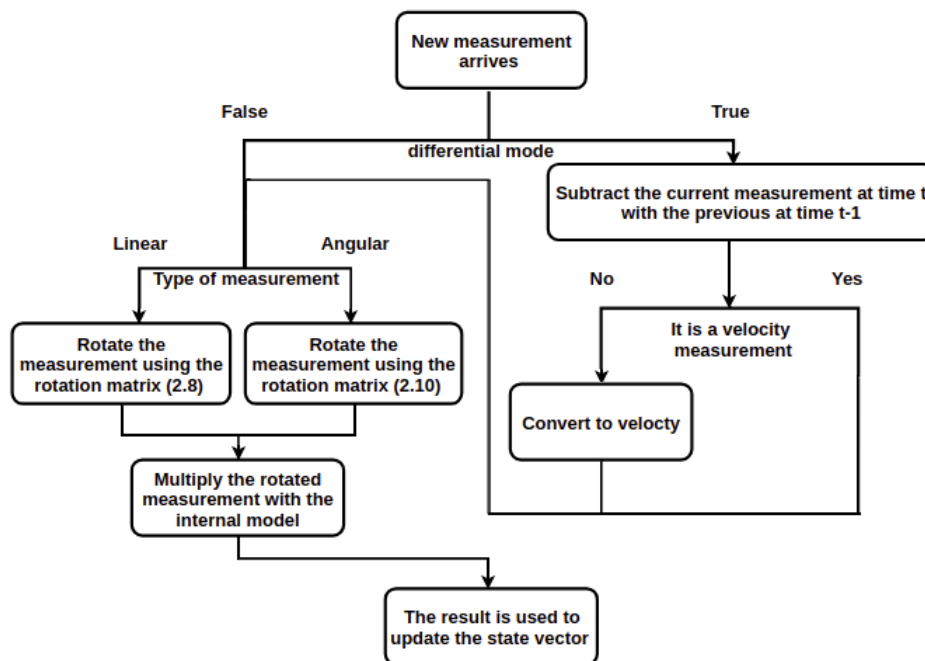 New measurement
arrives
False
True
differential mode
Subtract the current measurement at time t
with the previous at time t-1
Linear
Angular
Type of measurement
No
Yes
It is a velocity
measurement
Rotate the
measurement using the
rotation matrix (2.8)
Rotate the
measurement using the
rotation matrix (2.10)
Convert to velocty
Multiply the rotated
measurement with the
internal model
The result is used to
update the state vector